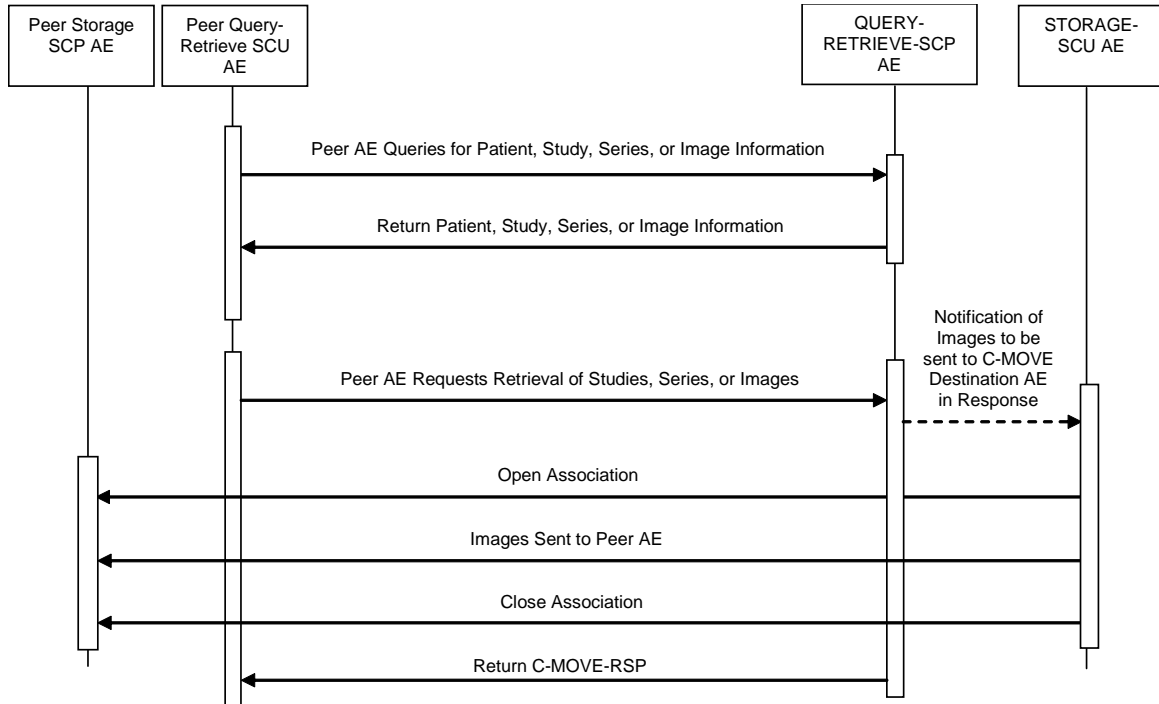 Peer Storage
SCP AE
Peer Query-
Retrieve SCU
AE
QUERY-
RETRIEVE-SCP
AE
STORAGE-
SCU AE
Peer AE Queries for Patient, Study, Series, or Image Information
Return Patient, Study, Series, or Image Information
Notification of
Images to be
sent to C-MOVE
Destination AE
in Response
Peer AE Requests Retrieval of Studies, Series, or Images
Open Association
Images Sent to Peer AE
Close Association
Return C-MOVE-RSP